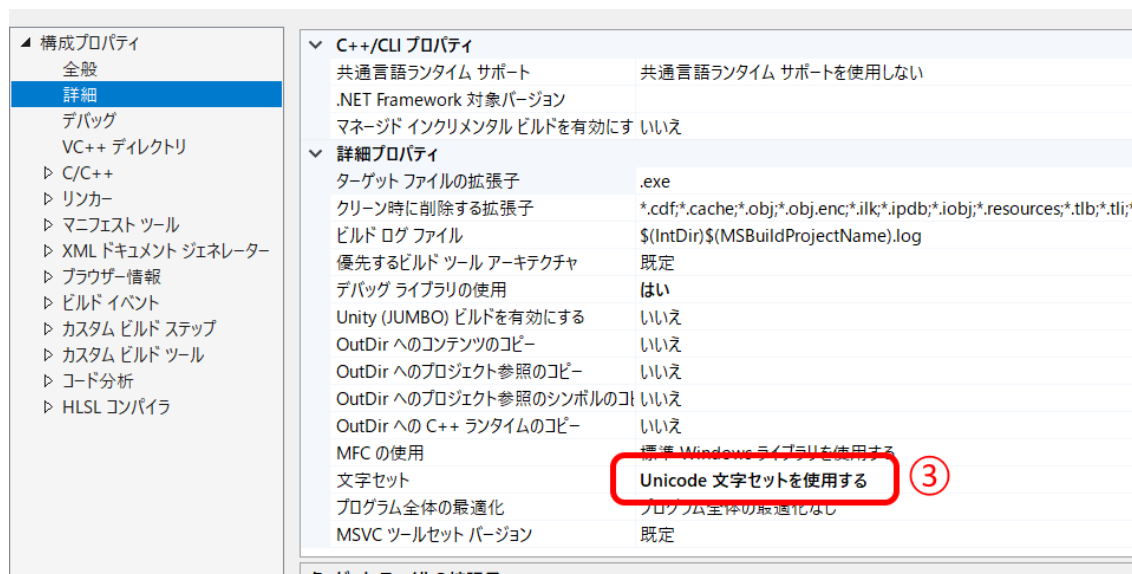 構成プロパティ
全般
詳細
デバッグ
VC++ ディレクトリ
C/C++
リンカー
マニフェスト ツール
XML ドキュメント ジェネレーター
ブラウザー情報
ビルド イベント
カスタム ビルド ステップ
カスタム ビルド ツール
コード分析
HLSL コンパイラ
C++/CLI プロパティ
共通言語ランタイム サポート 共通言語ランタイム サポートを使用しない
.NET Framework 対象バージョン
マネージド インクリメンタル ビルドを有効にす いいえ
詳細プロパティ
ターゲット ファイルの拡張子 .exe
クリーン時に削除する拡張子 *.cdf;*.cache;*.obj;*.obj.enc;*.ilk;*.ipdb;*.iobj;*.resources;*.tlb;*.tli;*
ビルド ログ ファイル $(IntDir)$(MSBuildProjectName).log
優先するビルド ツール アーキテクチャ 既定
デバッグ ライブラリの使用 はい
Unity (JUMBO) ビルドを有効にする いいえ
OutDir へのコンテンツのコピー いいえ
OutDir へのプロジェクト参照のコピー いいえ
OutDir へのプロジェクト参照のシンボルのコピ いいえ
OutDir への C++ ランタイムのコピー いいえ
MFC の使用 標準 Windows ライブラリを使用する
文字セット Unicode 文字セットを使用する ③
プログラム全体の最適化 プログラム全体の最適化なし
MSVC ツールセット バージョン 既定